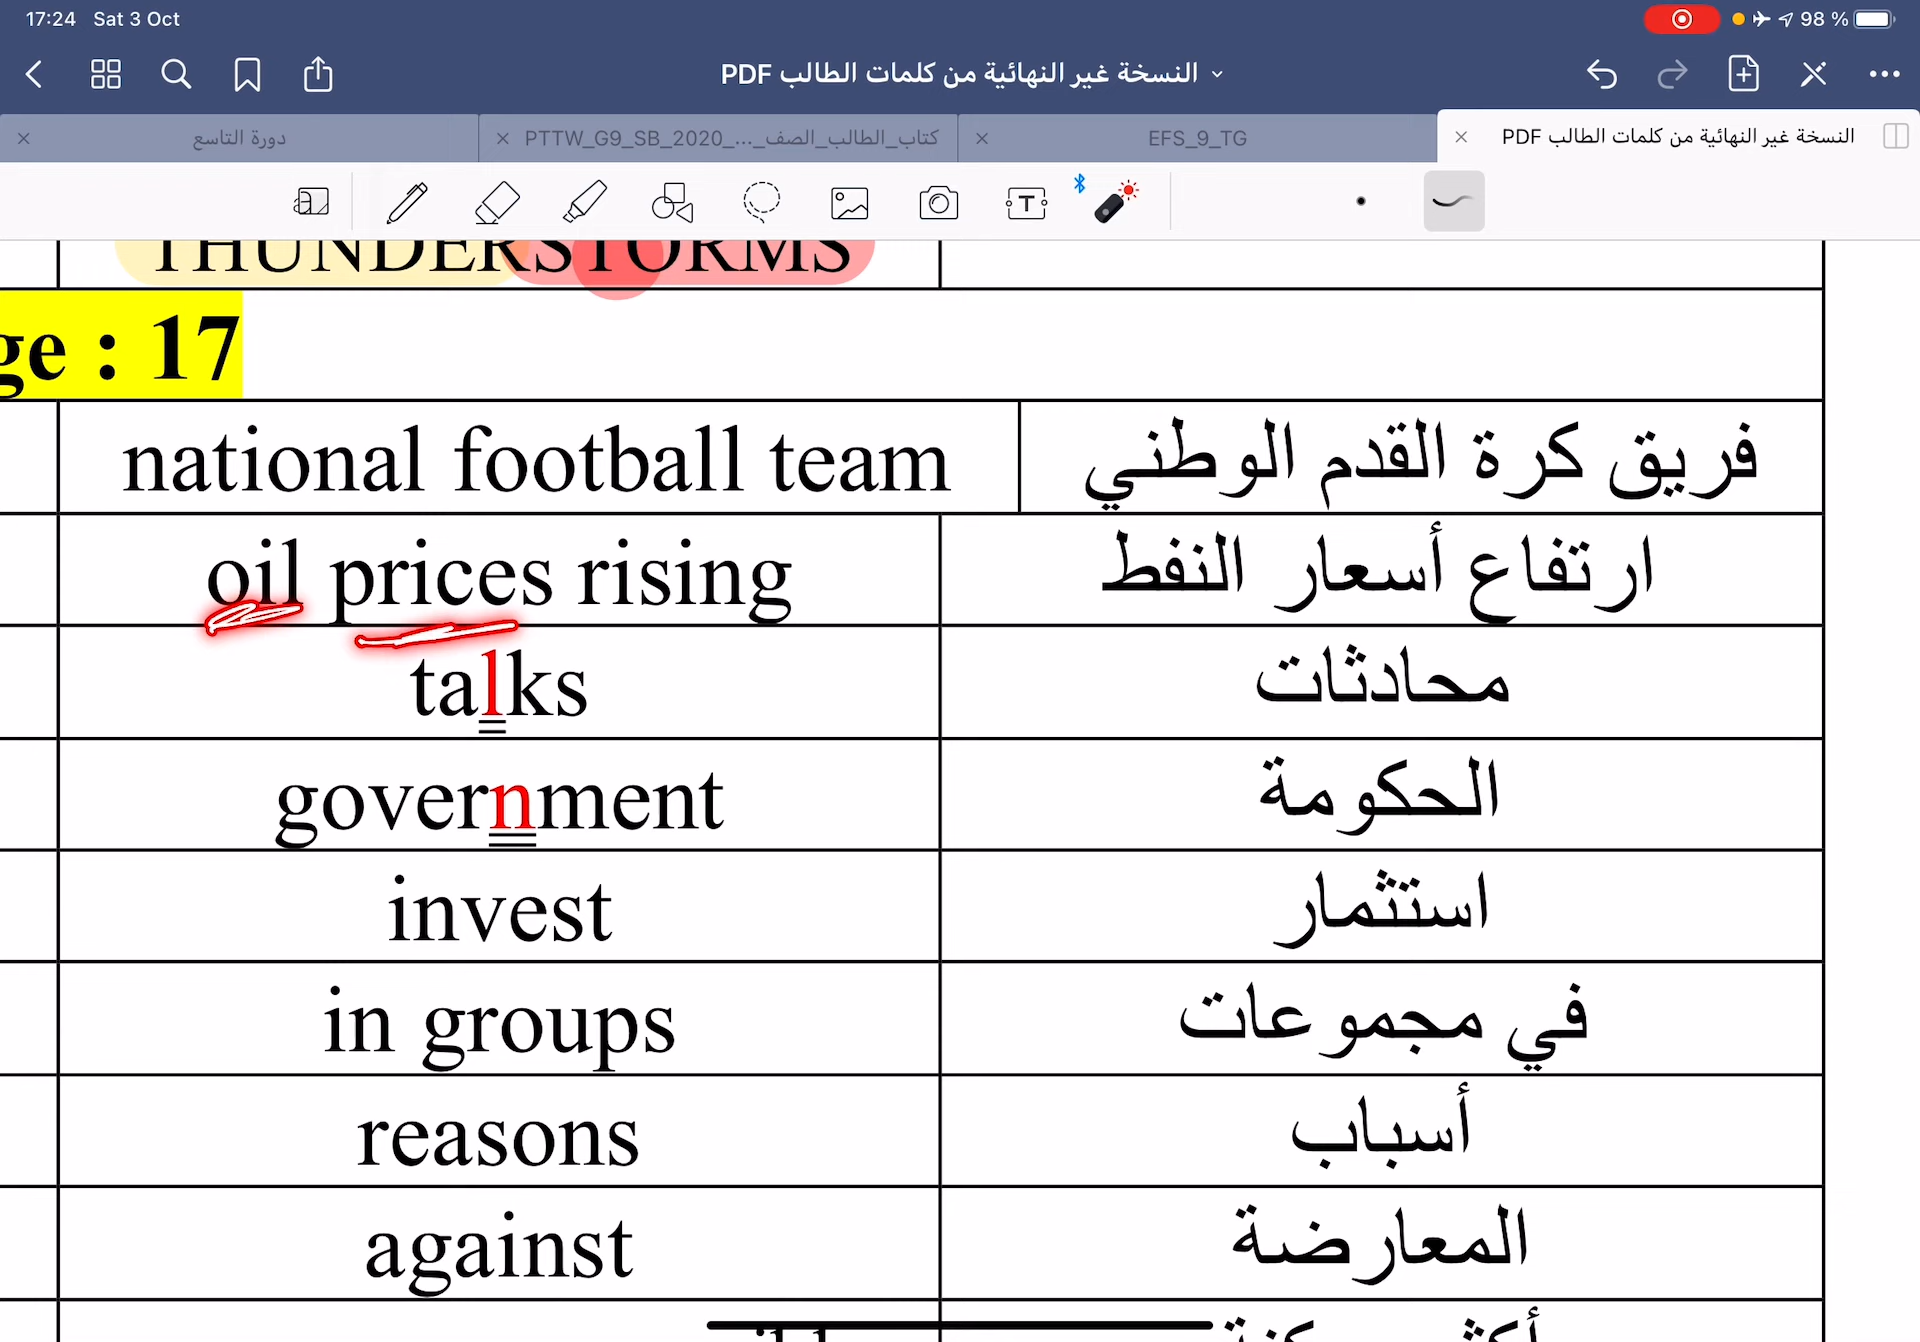 17:24 Sat 3 Oct
98 %
النسخة غير النهائية من كلمات الطالب PDF
دورة التاسع
كتاب_الطالب_الصف_...PTTW_G9_SB_2020_
EFS_9_TG
النسخة غير النهائية من كلمات الطالب PDF
THUNDERSTORMS
ge : 17
national football team فريق كرة القدم الوطني
oil prices rising ارتفاع أسعار النفط
talks محادثات
government الحكومة
invest استثمار
in groups في مجموعات
reasons أسباب
against المعارضة